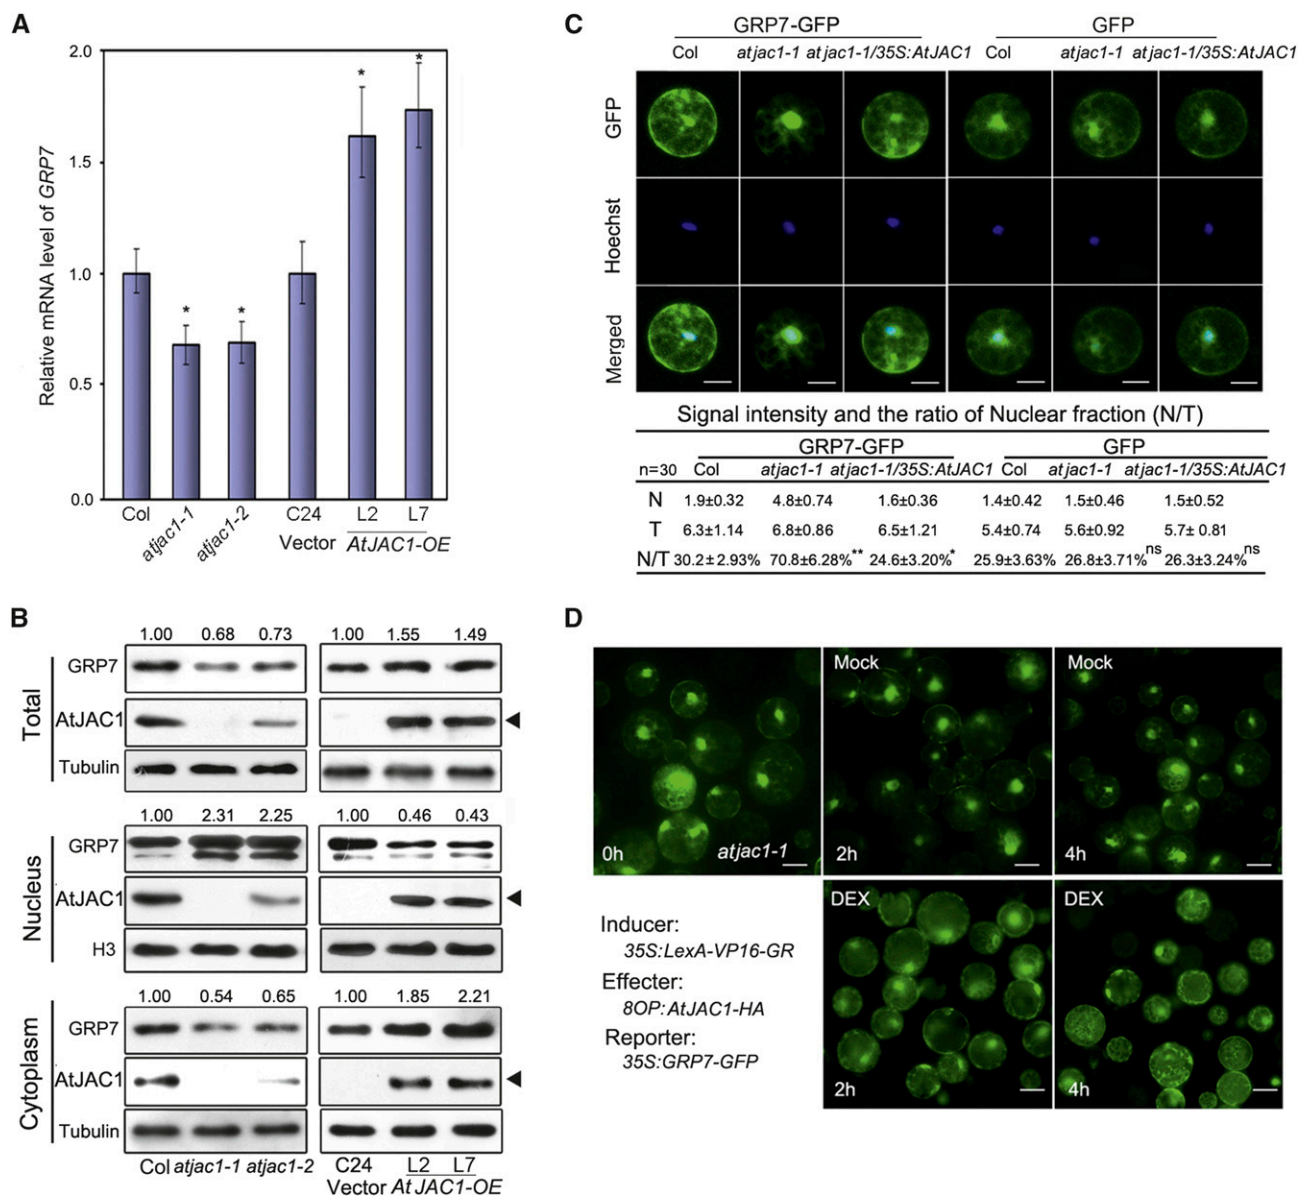 A
Relative mRNA level of GRP7
2.0
1.5
1.0
0.5
0.0
* * * *
Col atjac1-1 atjac1-2 C24 L2 L7
Vector AtJAC1-OE
B
Total
1.00 0.68 0.73 1.00 1.55 1.49
GRP7
AtJAC1
Tubulin
Nucleus
1.00 2.31 2.25 1.00 0.46 0.43
GRP7
AtJAC1
H3
Cytoplasm
1.00 0.54 0.65 1.00 1.85 2.21
GRP7
AtJAC1
Tubulin
Col atjac1-1 atjac1-2 C24 L2 L7
Vector At JAC1-OE
C
GRP7-GFP GFP
Col atjac1-1 atjac1-1/35S:AtJAC1 Col atjac1-1 atjac1-1/35S:AtJAC1
GFP
Hoechst
Merged
Signal intensity and the ratio of Nuclear fraction (N/T)
GRP7-GFP GFP
n=30 Col atjac1-1 atjac1-1/35S:AtJAC1 Col atjac1-1 atjac1-1/35S:AtJAC1
N 1.9±0.32 4.8±0.74 1.6±0.36 1.4±0.42 1.5±0.46 1.5±0.52
T 6.3±1.14 6.8±0.86 6.5±1.21 5.4±0.74 5.6±0.92 5.7± 0.81
N/T 30.2±2.93% 70.8±6.28%** 24.6±3.20%* 25.9±3.63% 26.8±3.71%ns 26.3±3.24%ns
D
0h atjac1-1
Mock
2h
Mock
4h
Inducer:
35S:LexA-VP16-GR
Effecter:
8OP:AtJAC1-HA
Reporter:
35S:GRP7-GFP
DEX
2h
DEX
4h